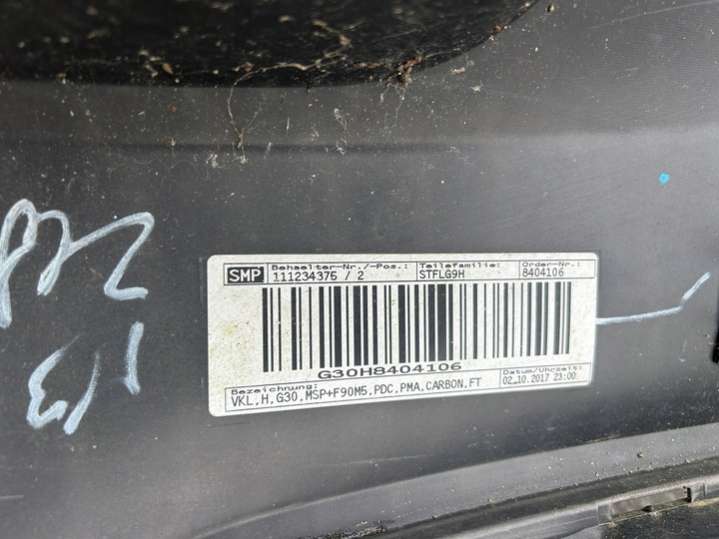 SMP Behaelter-Nr./-Pos.: Teilefamilie: Order-Nr.:
111234376 / 2 STFLG9H 8404106
G30H8404106
Bezeichnung: Datum/Uhrzeit:
VKL.H.G30.MSP+F90M5.PDC.PMA.CARBON.FT 02.10.2017 23:00